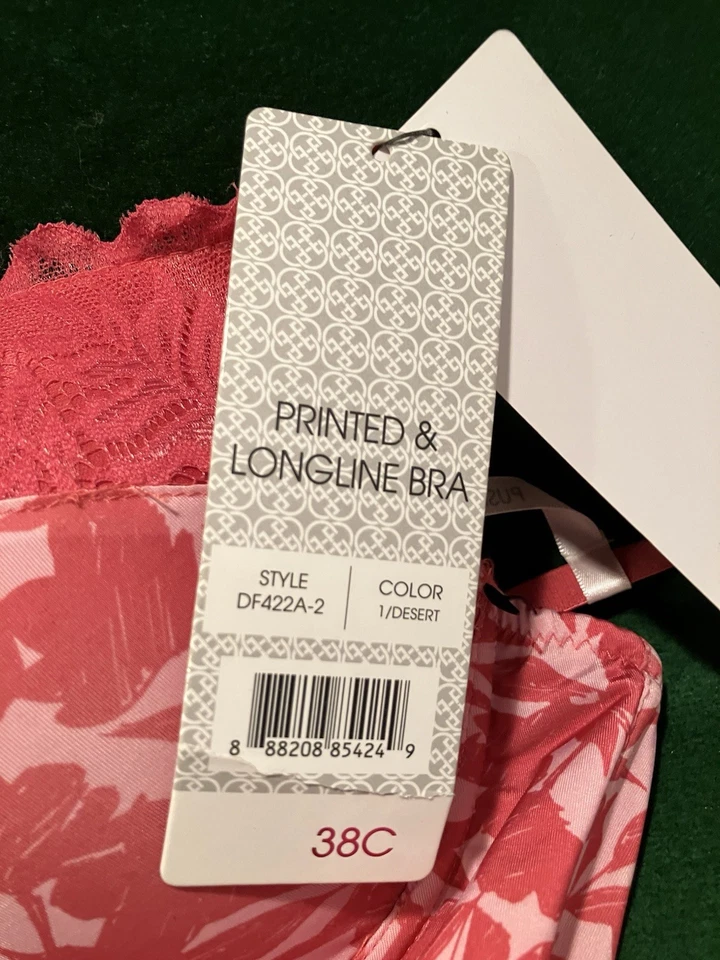 PRINTED &
LONGLINE BRA
STYLE
DF422A-2
COLOR
1/DESERT
8 88208 85424 9
38C